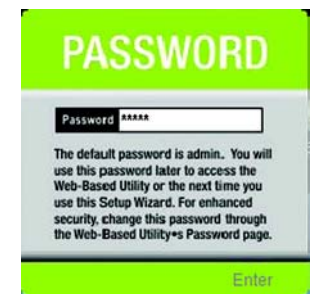 PASSWORD
Password *****
The default password is admin. You will
use this password later to access the
Web-Based Utility or the next time you
use this Setup Wizard. For enhanced
security, change this password through
the Web-Based Utility•s Password page.
Enter